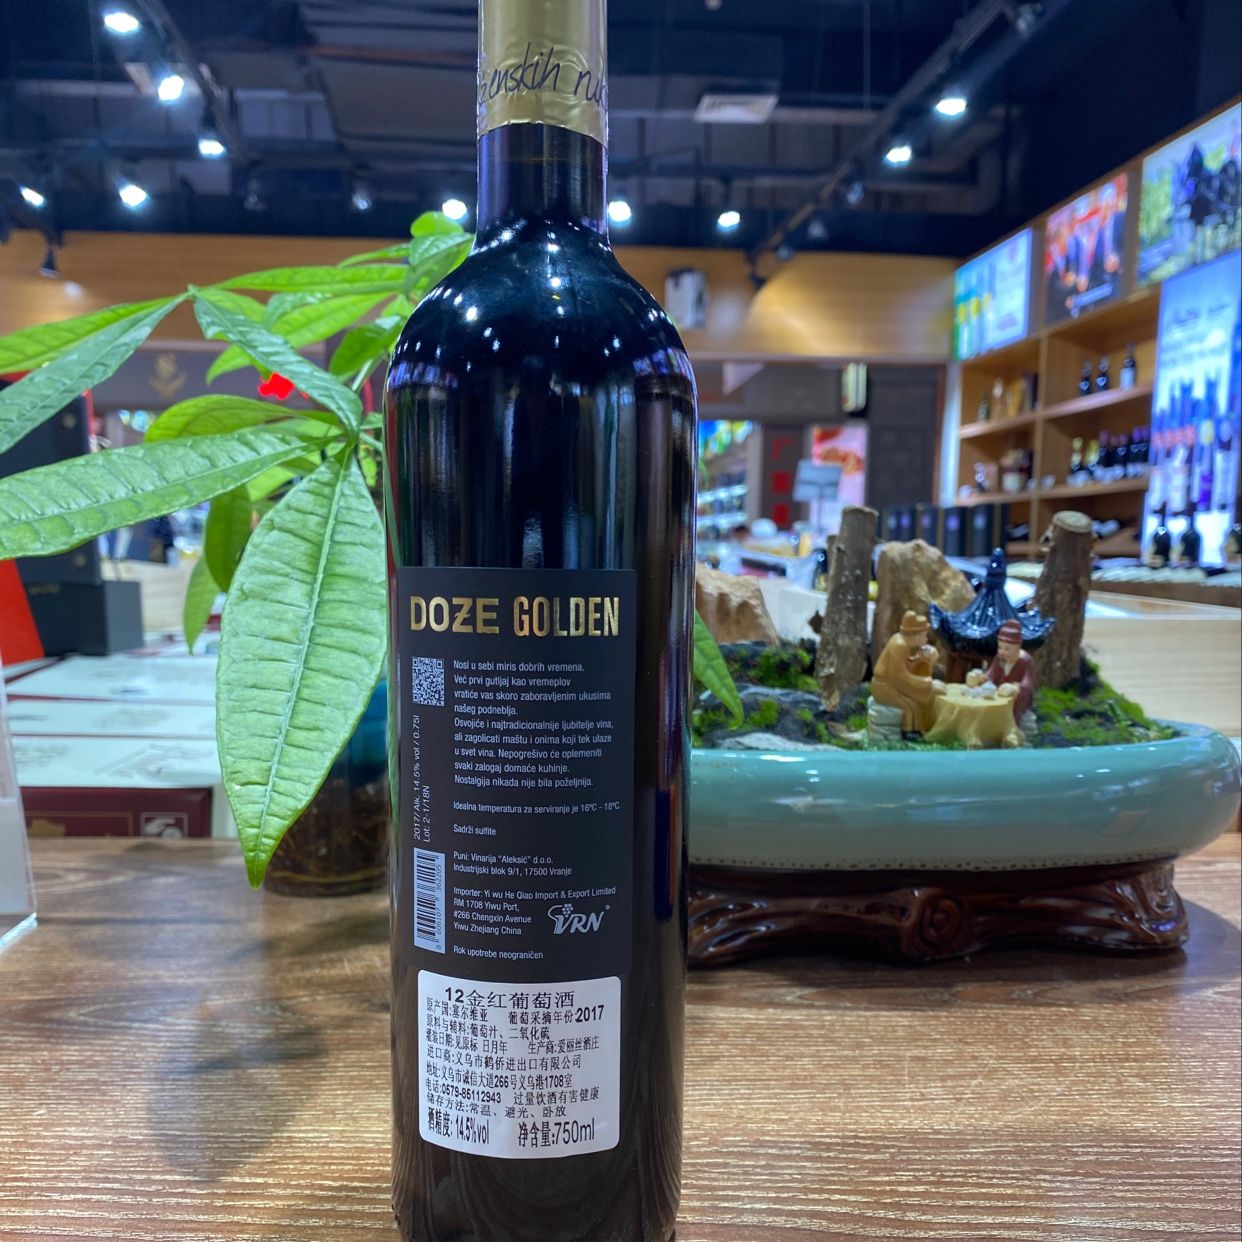 ženskih ruku
DOZE GOLDEN
Nosi u sebi miris dobrih vremena.
Već prvi gutljaj kao vremeplov
vratiće vas skoro zaboravljenim ukusima
našeg podneblja.
Osvojiće i najtradicionalnije ljubitelje vina,
ali zagolicati maštu i onima koji tek ulaze
u svet vina. Nepogrešivo će oplemeniti
svaki zalogaj domaće kuhinje.
Nostalgija nikada nije bila poželjnija.
Idealna temperatura za serviranje je 16ºC - 18ºC
Sadrži sulfite
2017/Alk. 14.5% vol / 0.75l
Lot: 2-1/18N
Puni: Vinarija "Aleksić" d.o.o.
Industrijski blok 9/1, 17500 Vranje
Importer: Yi wu He Qiao Import & Export Limited
RM 1708 Yiwu Port,
#266 Chengxin Avenue
Yiwu Zhejiang China
VRN
Rok upotrebe neograničen
12金红葡萄酒
原产国:塞尔维亚 葡萄采摘年份:2017
原料与辅料:葡萄汁、二氧化硫
灌装日期:见原标 日月年 生产商:爱丽丝酒庄
进口商:义乌市鹤侨进出口有限公司
地址:义乌市诚信大道266号义乌港1708室
电话:0579-85112943 过量饮酒有害健康
储存方法:常温、避光、卧放
酒精度: 14.5%vol 净含量:750ml